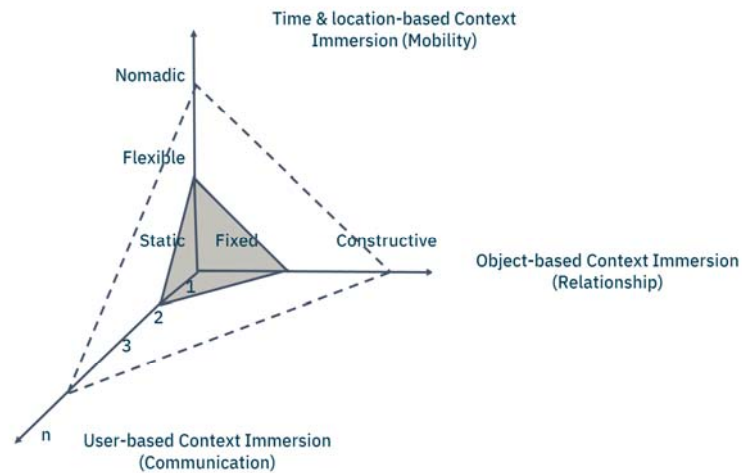 Time & location-based Context
Immersion (Mobility)
Nomadic
Flexible
Static
Fixed
Constructive
Object-based Context Immersion
(Relationship)
1
2
3
n
User-based Context Immersion
(Communication)